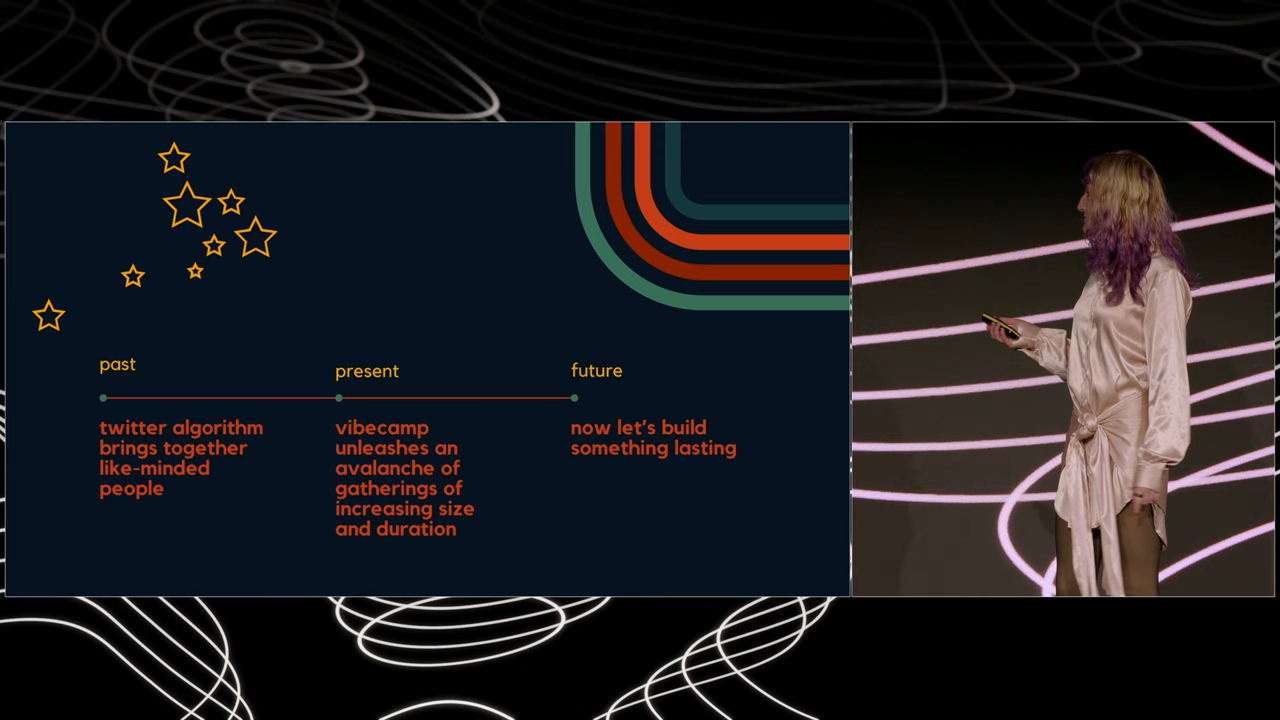 past
present
future
twitter algorithm
brings together
like-minded
people
vibecamp
unleashes an
avalanche of
gatherings of
increasing size
and duration
now let's build
something lasting